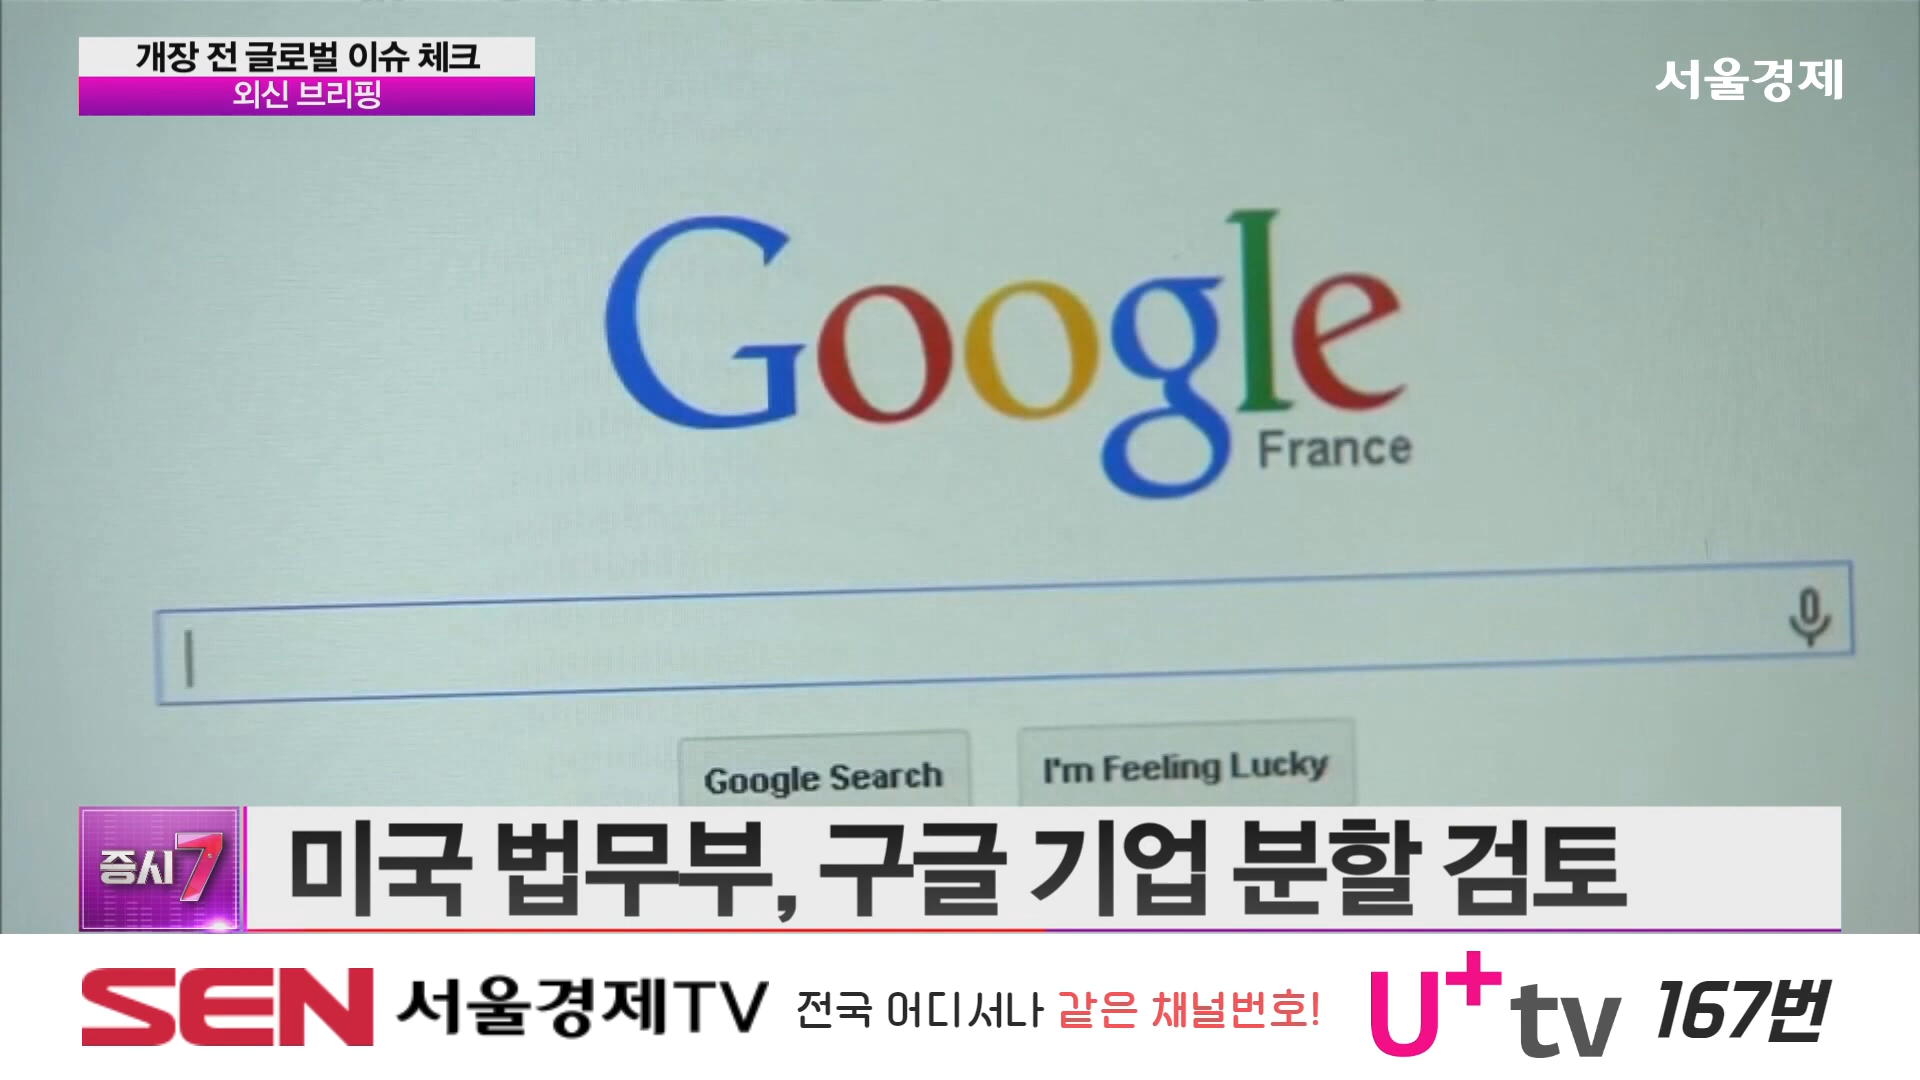 개장 전 글로벌 이슈 체크
외신 브리핑
서울경제
Google
France
Google Search
I'm Feeling Lucky
증시7
미국 법무부, 구글 기업 분할 검토
SEN 서울경제TV 전국 어디서나 같은 채널번호! U+tv 167번